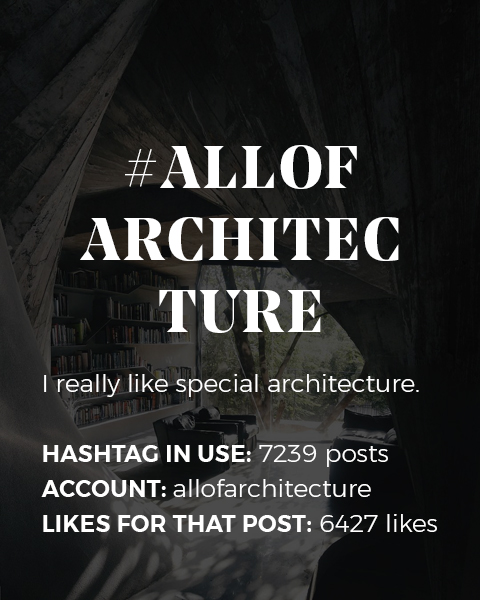 #ALLOF
ARCHITEC
TURE
I really like special architecture.
HASHTAG IN USE: 7239 posts
ACCOUNT: allofarchitecture
LIKES FOR THAT POST: 6427 likes